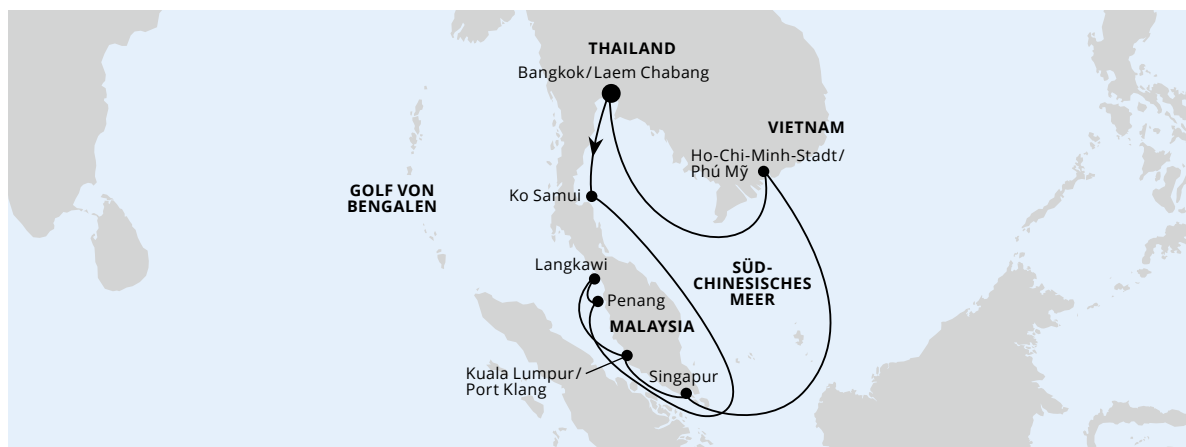 THAILAND
Bangkok/Laem Chabang
VIETNAM
Ho-Chi-Minh-Stadt/
Phú Mỹ
GOLF VON
BENGALEN
Ko Samui
Langkawi
SÜD-
CHINESISCHES
MEER
Penang
MALAYSIA
Kuala Lumpur/
Port Klang
Singapur